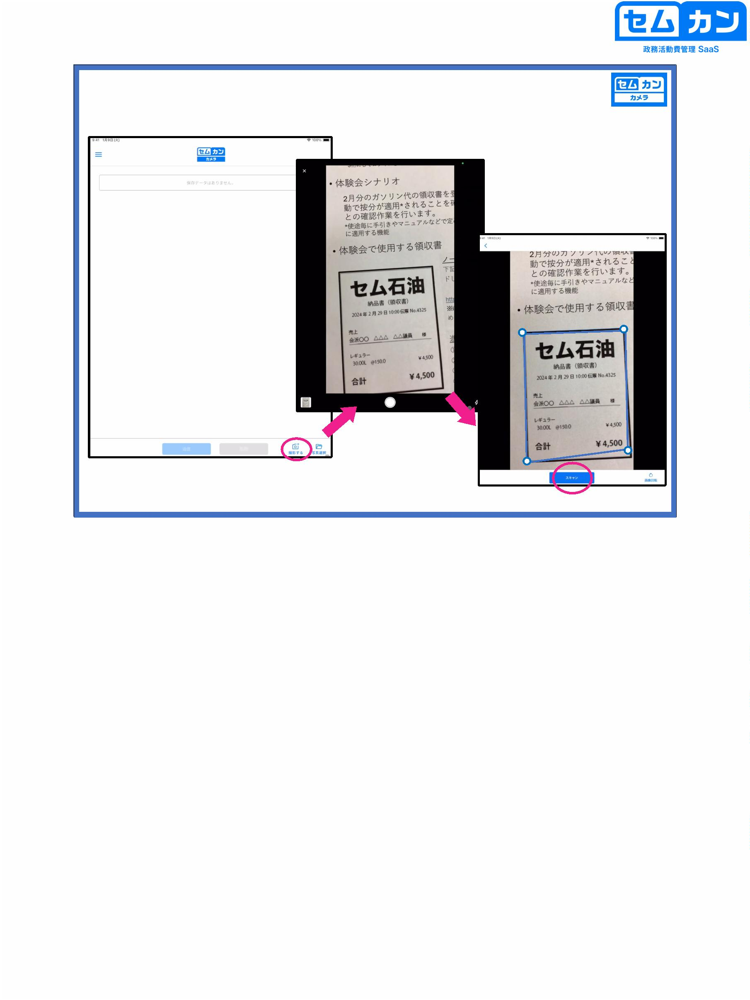 セムカン
政務活動費管理 SaaS
セムカン
カメラ
9:41 1月9日(火)
100%
セムカン
カメラ
保存データはありません。
撮影する
写真選択
×
•体験会シナリオ
2月分のガソリン代の領収書を登
動で按分が適用*されることを確
との確認作業を行います。
*使途毎に手引きやマニュアルなどで定
に適用する機能
•体験会で使用する領収書
ノー
下記
ドし
http
め
セム石油
納品書（領収書）
2024年2月29日10:00 伝票 No.4325
売上
会派〇〇 △△△ △△議員 様
レギュラー
30.00L @150.0 ¥4,500
合計 ¥4,500
9:41 1月9日(火)
100%
2月分のガソリン代の領収書
動で按分が適用*されること
との確認作業を行います。
*使途毎に手引きやマニュアルなど
に適用する機能
•体験会で使用する領収書
セム石油
納品書（領収書）
2024年2月29日10:00 伝票 No.4325
売上
会派〇〇 △△△ △△議員 様
レギュラー
30.00L @150.0 ¥4,500
合計 ¥4,500
スキャン
画像回転